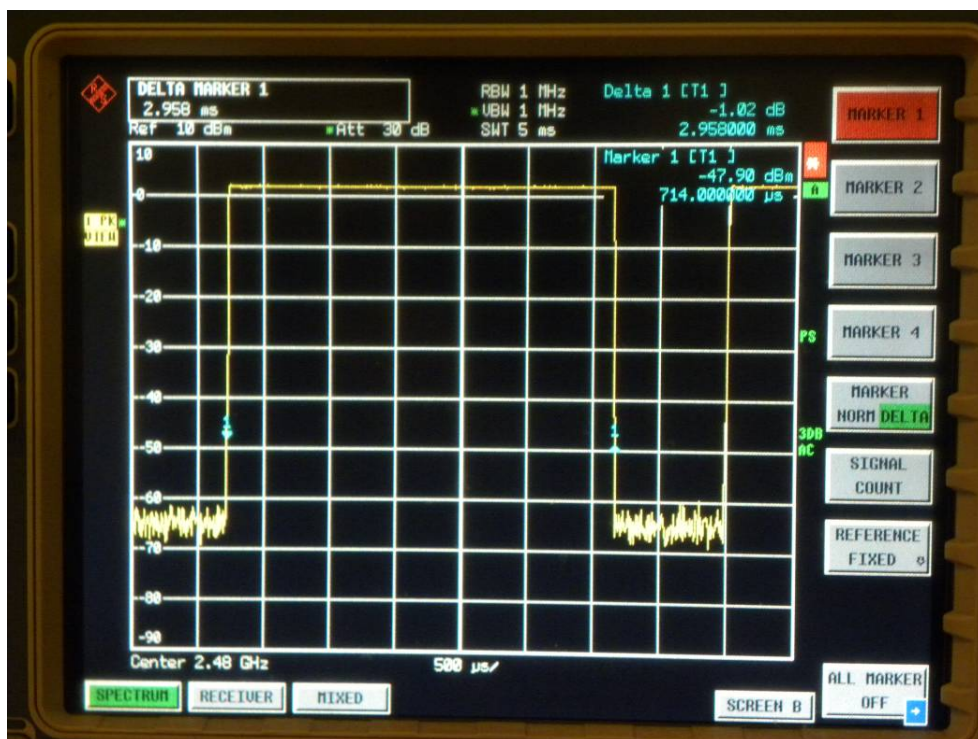 DELTA MARKER 1
2.958 ms
RBW 1 MHz
VBW 1 MHz
SWT 5 ms
Delta 1 [T1 ]
-1.02 dB
2.958000 ms
Ref 10 dBm
Att 30 dB
Marker 1 [T1 ]
-47.90 dBm
714.000000 µs
A
1 PK
VIEW
10
-0
-10
-20
-30
-40
-50
-60
-70
-80
-90
1
1
PS
3DB
AC
Center 2.48 GHz
500 µs/
MARKER 1
MARKER 2
MARKER 3
MARKER 4
MARKER
NORM DELTA
SIGNAL
COUNT
REFERENCE
FIXED
ALL MARKER
OFF
SPECTRUM
RECEIVER
MIXED
SCREEN B